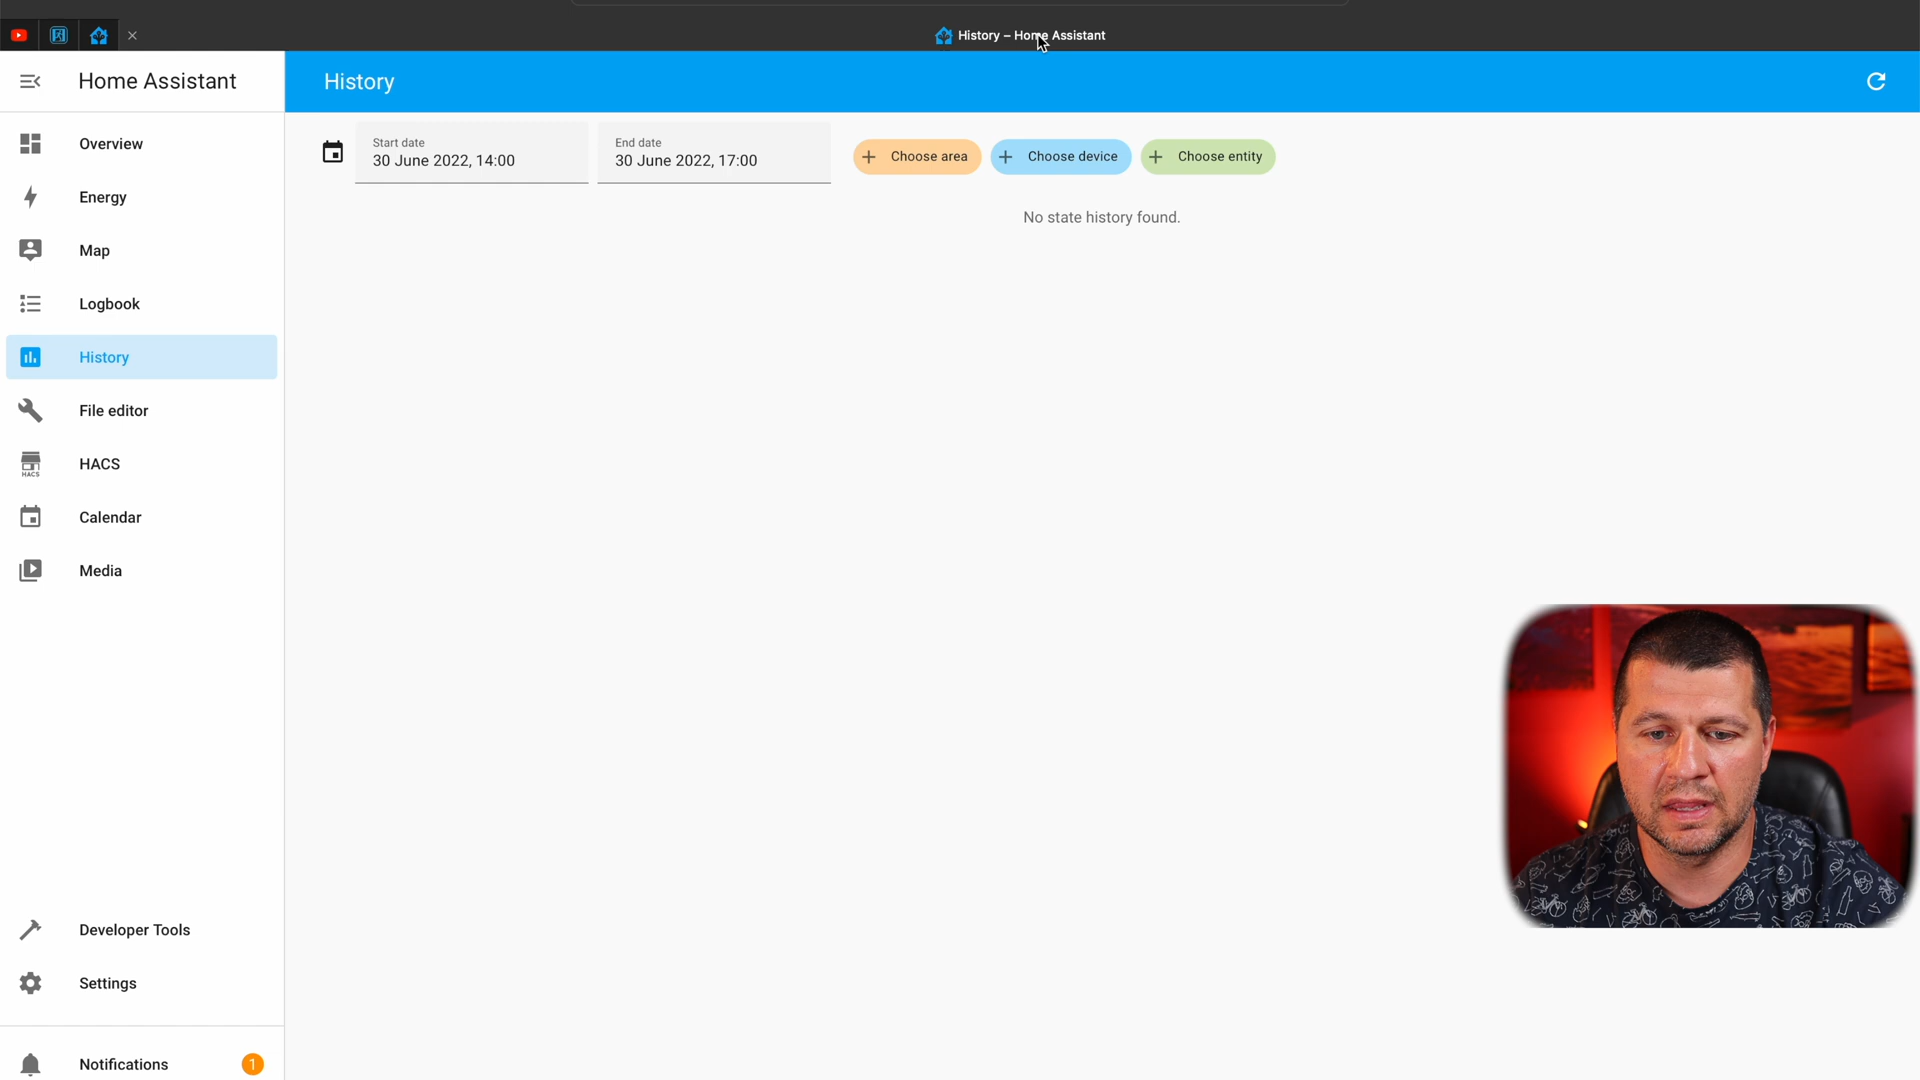 History – Home Assistant
Home Assistant
History
Overview
Energy
Map
Logbook
History
File editor
HACS
HACS
Calendar
Media
Developer Tools
Settings
Notifications
1
Start date
30 June 2022, 14:00
End date
30 June 2022, 17:00
Choose area
Choose device
Choose entity
No state history found.